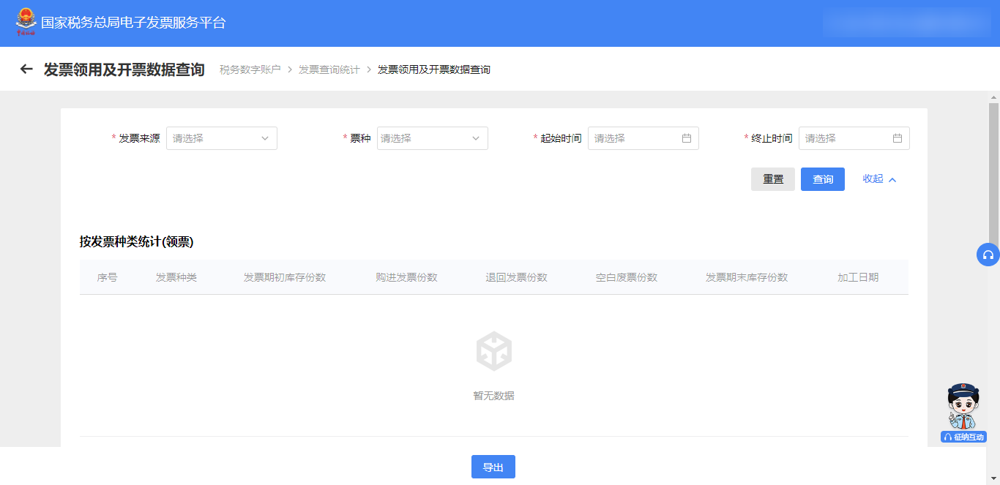 国家税务总局电子发票服务平台
发票领用及开票数据查询 税务数字账户 > 发票查询统计 > 发票领用及开票数据查询
* 发票来源 请选择 * 票种 请选择 * 起始时间 请选择 * 终止时间 请选择
重置 查询 收起
按发票种类统计(领票)
序号 发票种类 发票期初库存份数 购进发票份数 退回发票份数 空白废票份数 发票期末库存份数 加工日期
暂无数据
征纳互动
导出